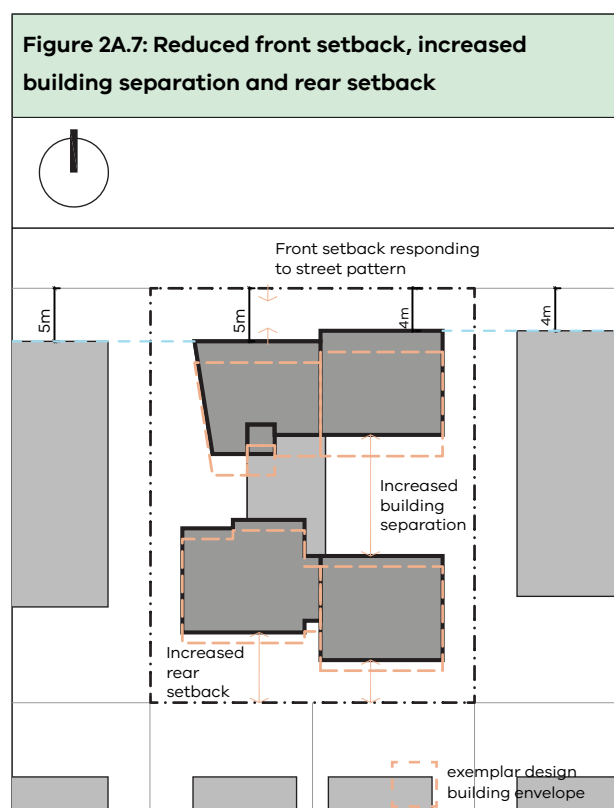 Figure 2A.7: Reduced front setback, increased
building separation and rear setback
Front setback responding
to street pattern
5m
5m
4m
4m
Increased
building
separation
Increased
rear
setback
exemplar design
building envelope